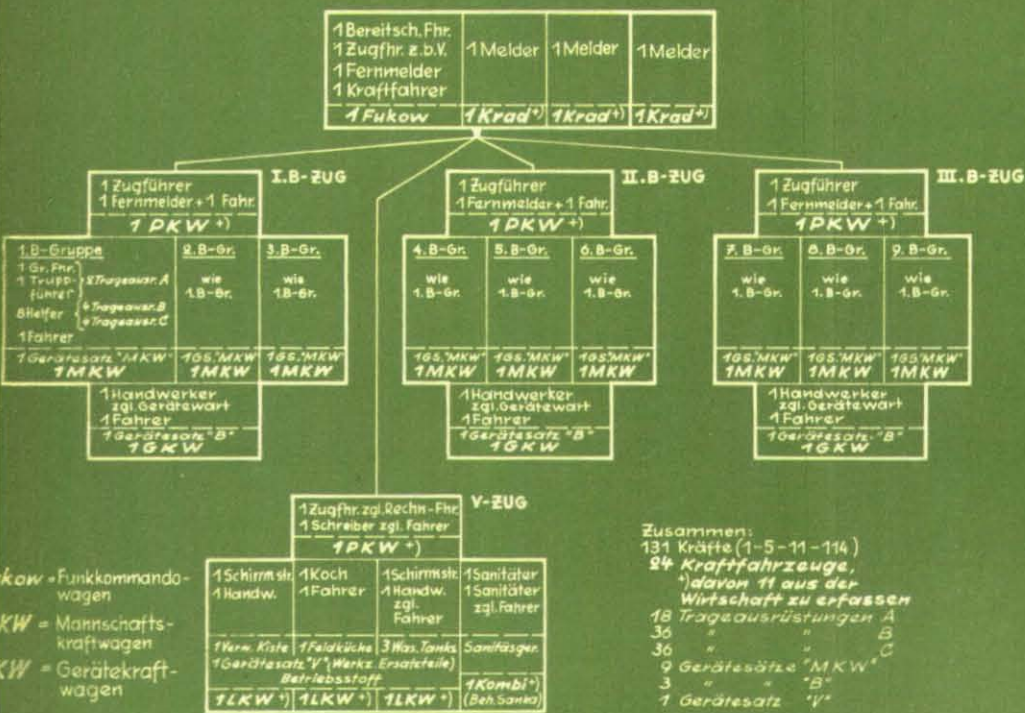 1 Bereitsch. Fhr.
1 Zugfhr. z.b.V.
1 Fernmelder
1 Kraftfahrer
1 Fukow
1 Melder
1 Krad +)
1 Melder
1 Krad +)
1 Melder
1 Krad +)
I. B-ZUG
1 Zugführer
1 Fernmelder + 1 Fahr.
1 PKW +)
1. B-Gruppe
1 Gr. Fhr.
1 Trupp-
führer
2 Trageausr. A
8 Helfer
4 Trageausr. B
4 Trageausr. C
1 Fahrer
1 Gerätesatz "MKW"
1 MKW
2. B-Gr.
wie
1. B-Gr.
1 GS. "MKW"
1 MKW
3. B-Gr.
wie
1. B-Gr.
1 GS. "MKW"
1 MKW
1 Handwerker
zgl. Gerätewart
1 Fahrer
1 Gerätesatz "B"
1 GKW
II. B-ZUG
1 Zugführer
1 Fernmelder + 1 Fahr.
1 PKW +)
4. B-Gr.
wie
1. B-Gr.
1 GS. "MKW"
1 MKW
5. B-Gr.
wie
1. B-Gr.
1 GS. "MKW"
1 MKW
6. B-Gr.
wie
1. B-Gr.
1 GS. "MKW"
1 MKW
1 Handwerker
zgl. Gerätewart
1 Fahrer
1 Gerätesatz "B"
1 GKW
III. B-ZUG
1 Zugführer
1 Fernmelder + 1 Fahr.
1 PKW +)
7. B-Gr.
wie
1. B-Gr.
1 GS. "MKW"
1 MKW
8. B-Gr.
wie
1. B-Gr.
1 GS. "MKW"
1 MKW
9. B-Gr.
wie
1. B-Gr.
1 GS. "MKW"
1 MKW
1 Handwerker
zgl. Gerätewart
1 Fahrer
1 Gerätesatz "B"
1 GKW
V-ZUG
1 Zugfhr. zgl. Rechn-Fhr.
1 Schreiber zgl. Fahrer
1 PKW +)
1 Schirrmstr.
1 Handw.
1 Koch
1 Fahrer
1 Schirrmstr.
1 Handw.
zgl.
Fahrer
1 Sanitäter
1 Sanitäter
zgl. Fahrer
1 Verm. Kiste
1 Feldküche
3 Was. Tanks
Sanitätsger.
1 Gerätesatz "V" (Werkz. Ersatzteile)
Betriebsstoff
1 LKW +)
1 LKW +)
1 LKW +)
1 Kombi +)
(Beh. Sanka)
kow = Funkkommando-
wagen
KW = Mannschafts-
kraftwagen
KW = Gerätekraft-
wagen
Zusammen:
131 Kräfte (1-5-11-114)
24 Kraftfahrzeuge,
+) davon 11 aus der
Wirtschaft zu erfassen
18 Trageausrüstungen A
36 " " B
36 " " C
9 Gerätesätze "MKW"
3 " " "B"
1 Gerätesatz "V"